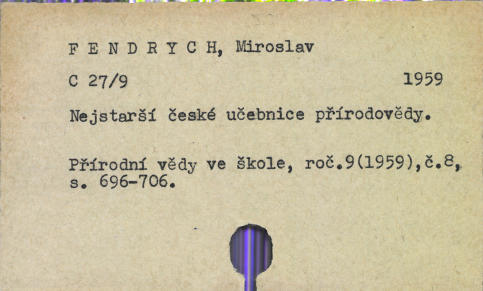 F E N D R Y C H, Miroslav
C 27/9 1959
Nejstarší české učebnice přírodovědy.
Přírodní vědy ve škole, roč.9(1959),č.8,
s. 696-706.